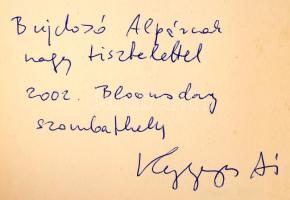 Bujdosó Alpárnak
nagy tisztelettel
2002. Bloomsday
szombathely